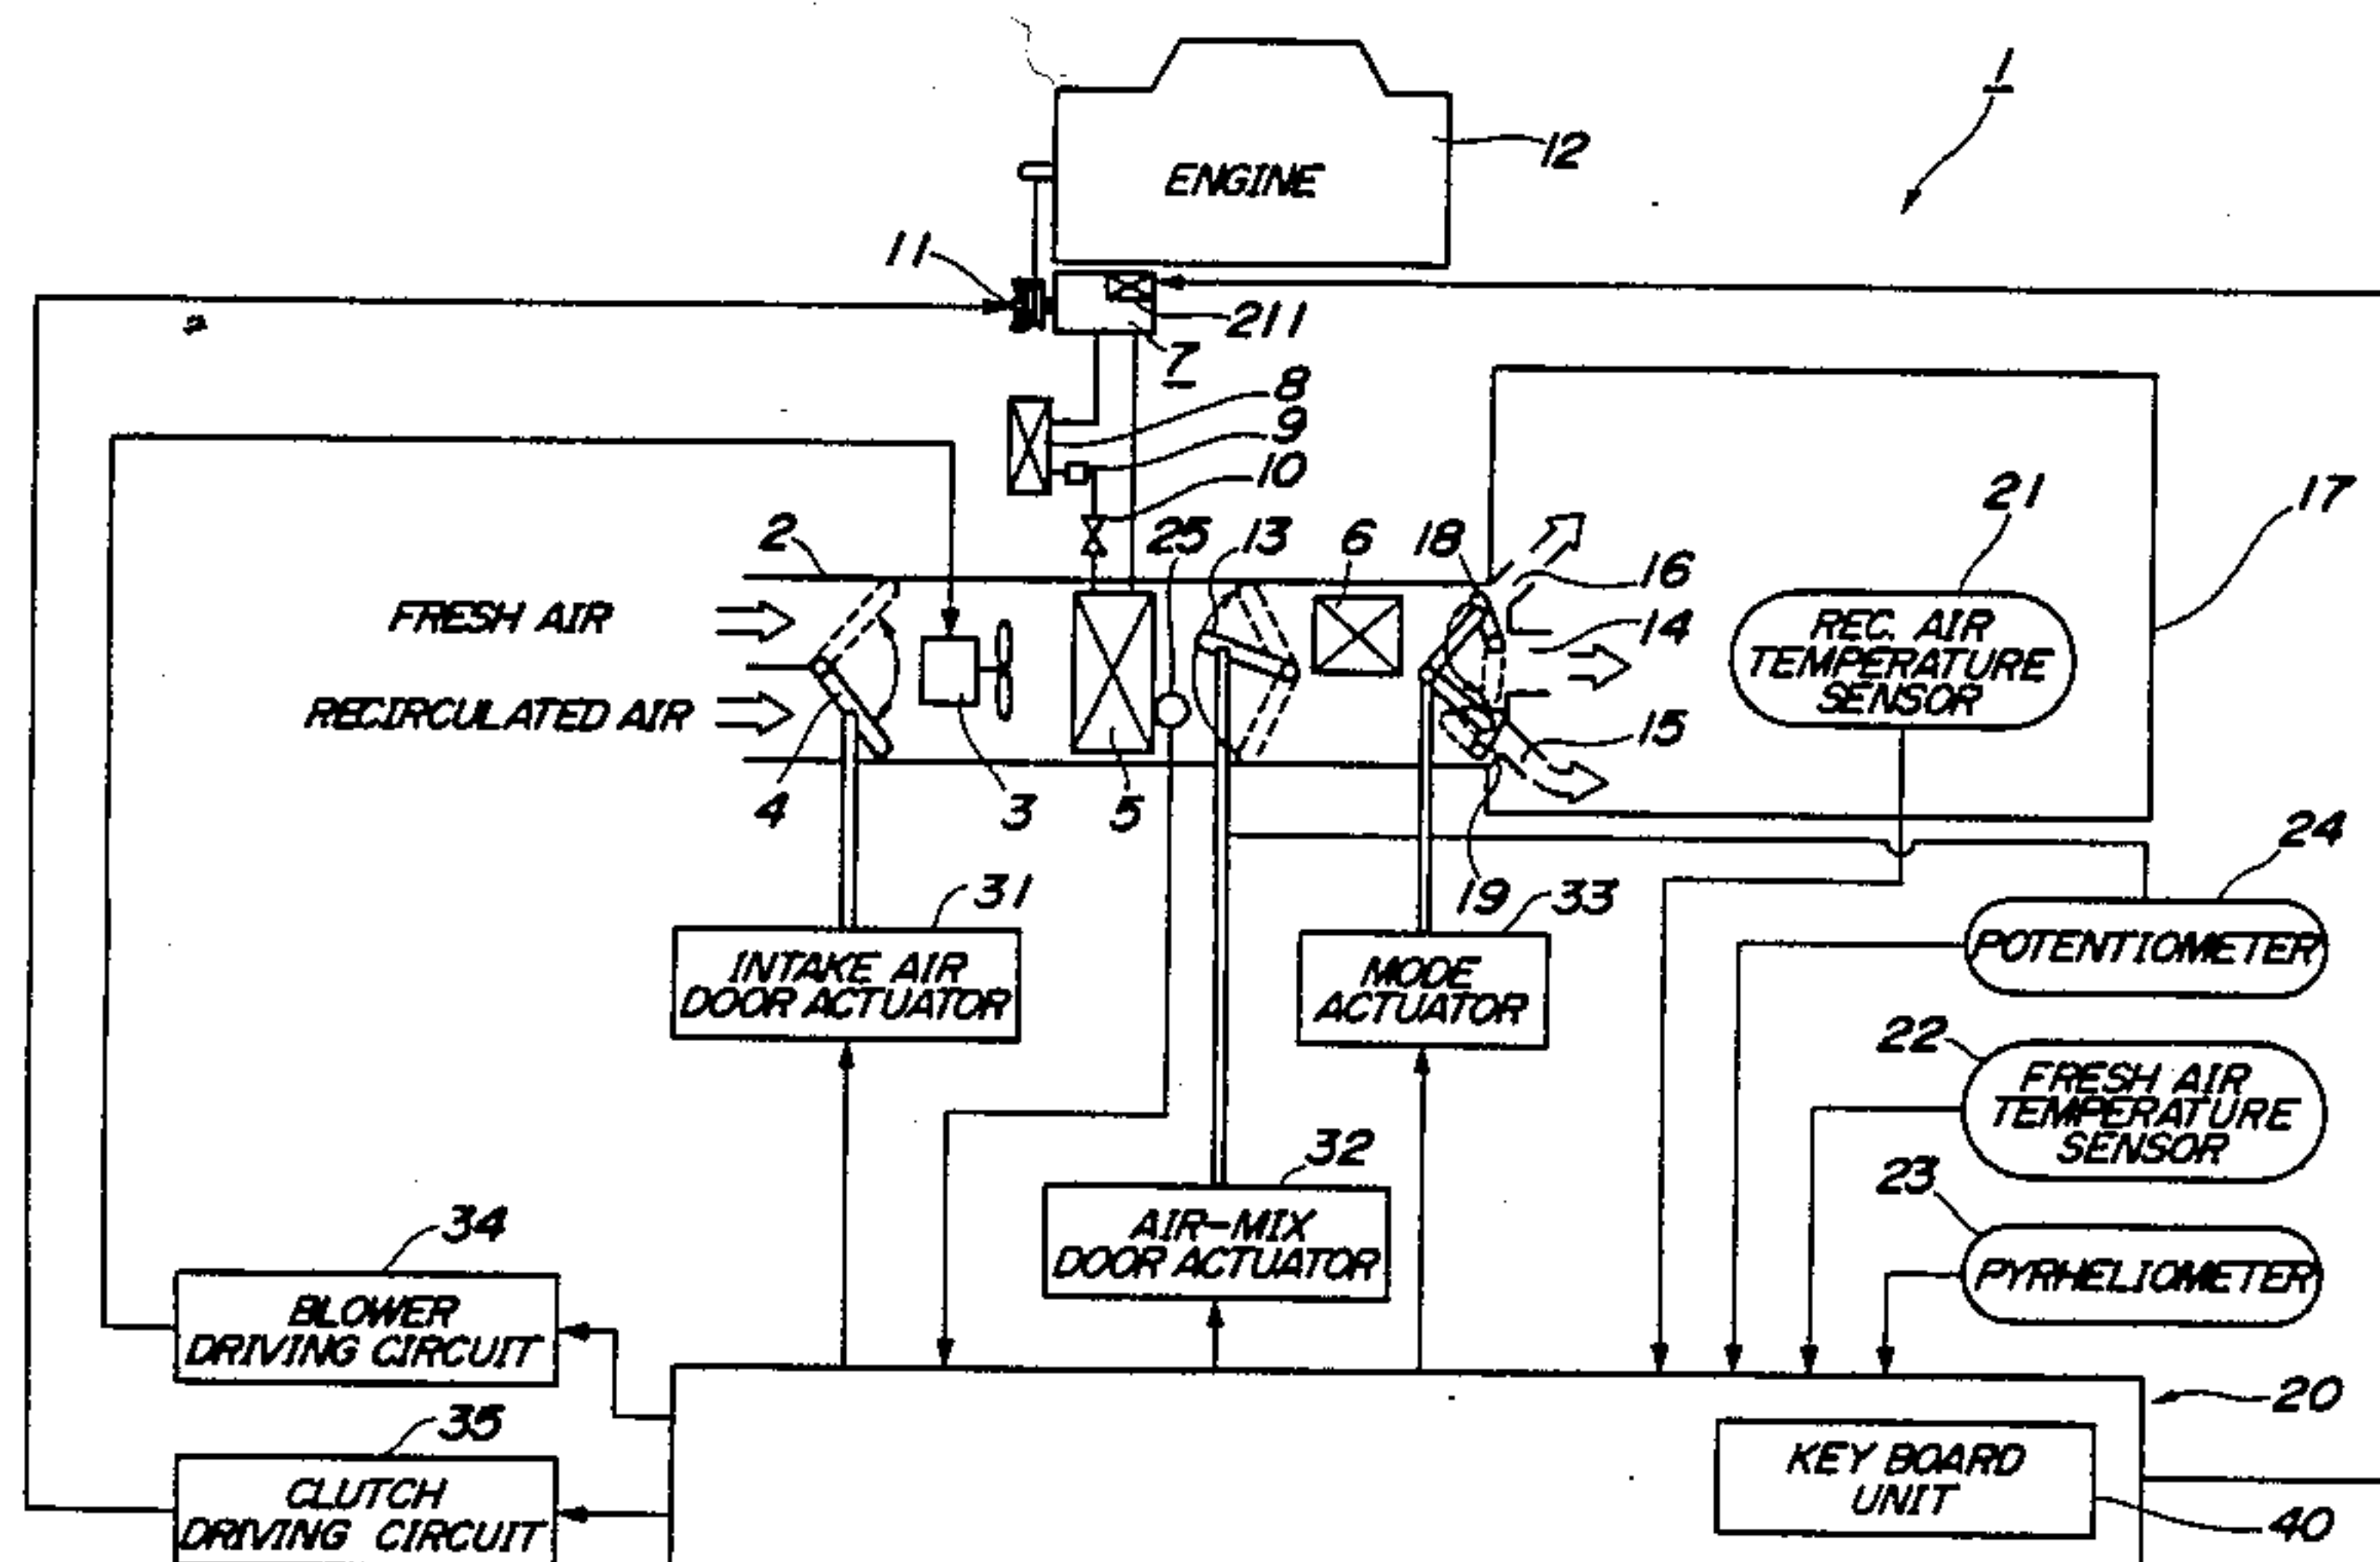 1
12
ENGINE
11
211
7
8
9
10
21
17
2
25
13
6
18
16
FRESH AIR
14
REC. AIR
TEMPERATURE
SENSOR
RECIRCULATED AIR
15
4
3
5
24
31
19
33
POTENTIOMETER
INTAKE AIR
DOOR ACTUATOR
MODE
ACTUATOR
22
FRESH AIR
TEMPERATURE
SENSOR
32
23
34
AIR-MIX
DOOR ACTUATOR
PYRHELIOMETER
BLOWER
DRIVING CIRCUIT
20
35
KEY BOARD
UNIT
CLUTCH
DRIVING CIRCUIT
40